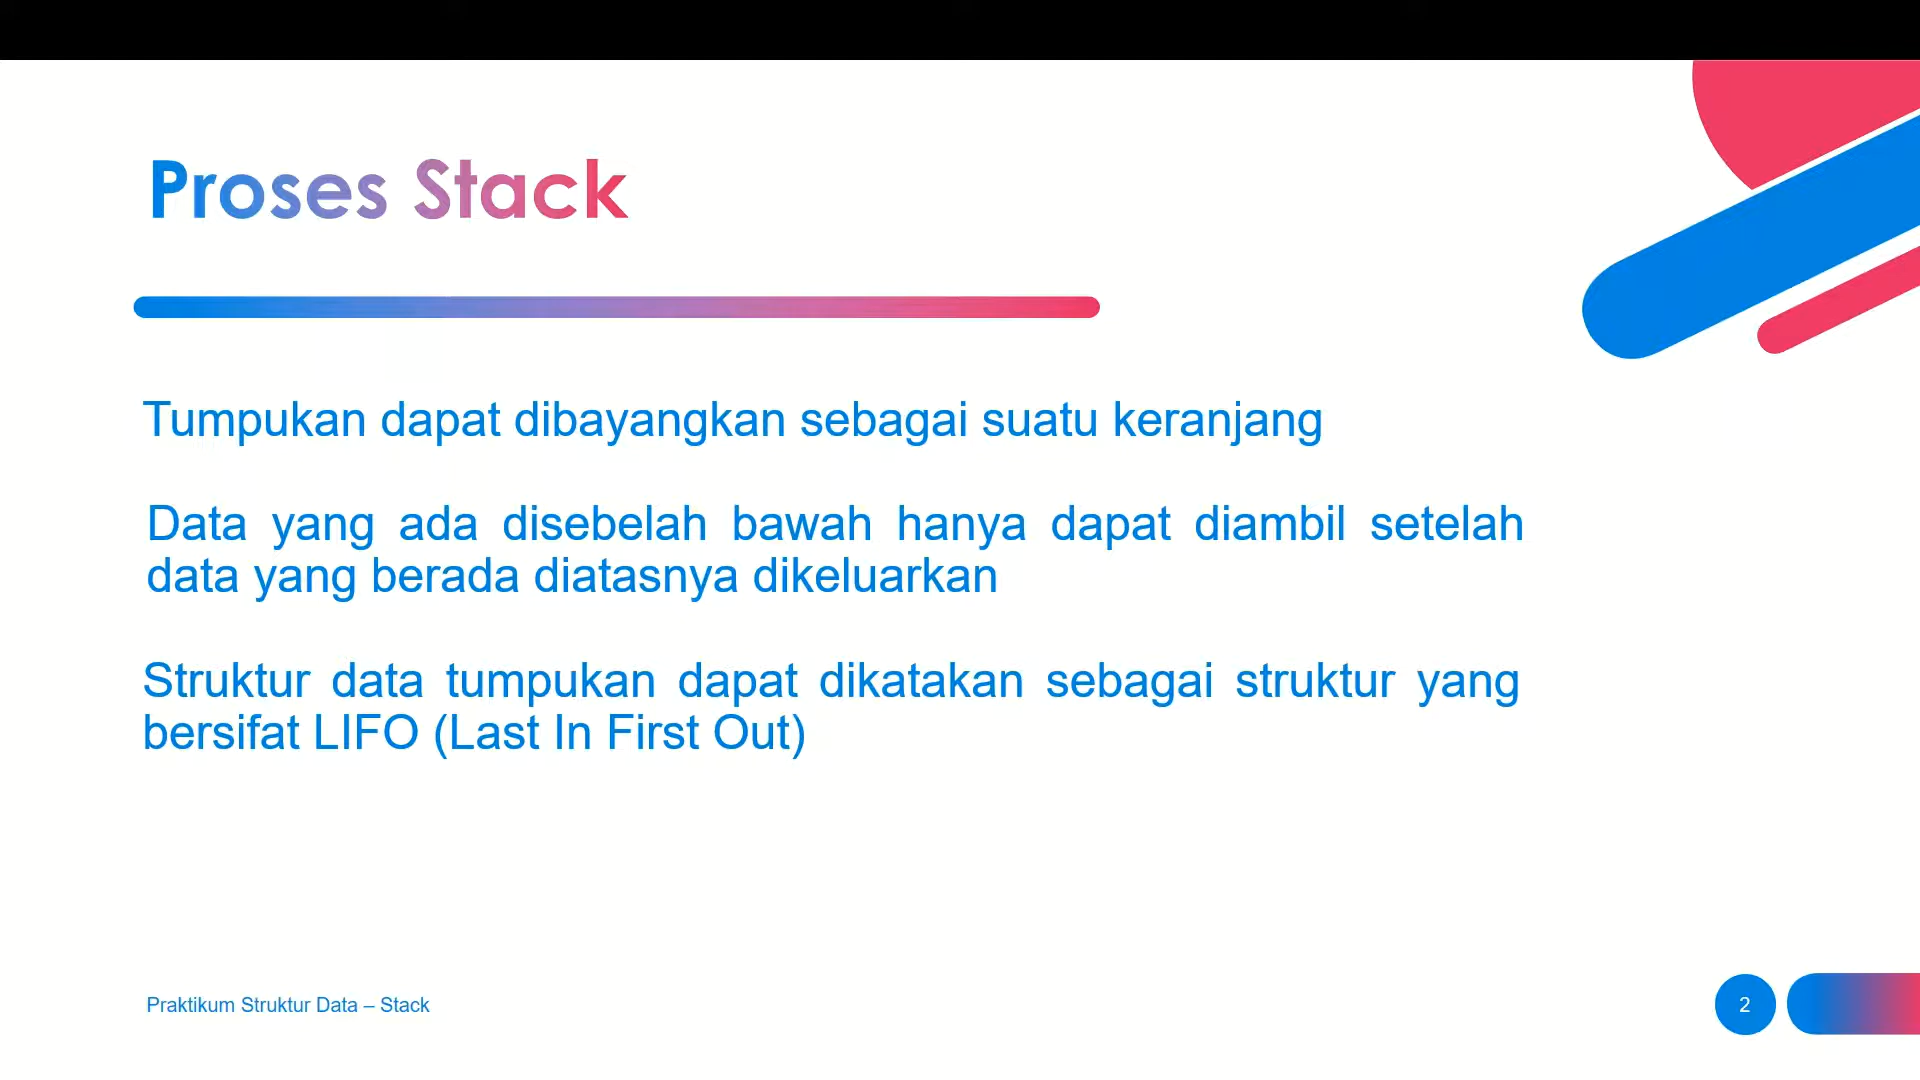 Proses Stack
Tumpukan dapat dibayangkan sebagai suatu keranjang
Data yang ada disebelah bawah hanya dapat diambil setelah
data yang berada diatasnya dikeluarkan
Struktur data tumpukan dapat dikatakan sebagai struktur yang
bersifat LIFO (Last In First Out)
Praktikum Struktur Data – Stack
2